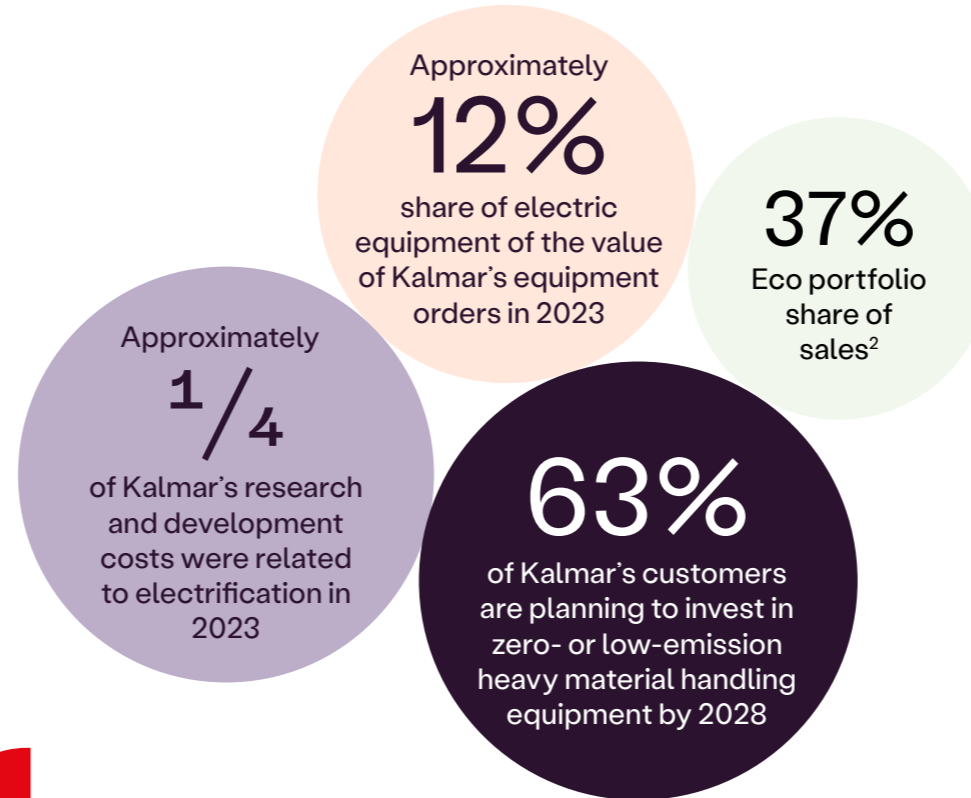 Approximately
12%
share of electric
equipment of the value
of Kalmar’s equipment
orders in 2023
37%
Eco portfolio
share of
sales²
Approximately
1/4
of Kalmar’s research
and development
costs were related
to electrification in
2023
63%
of Kalmar’s customers
are planning to invest in
zero- or low-emission
heavy material handling
equipment by 2028